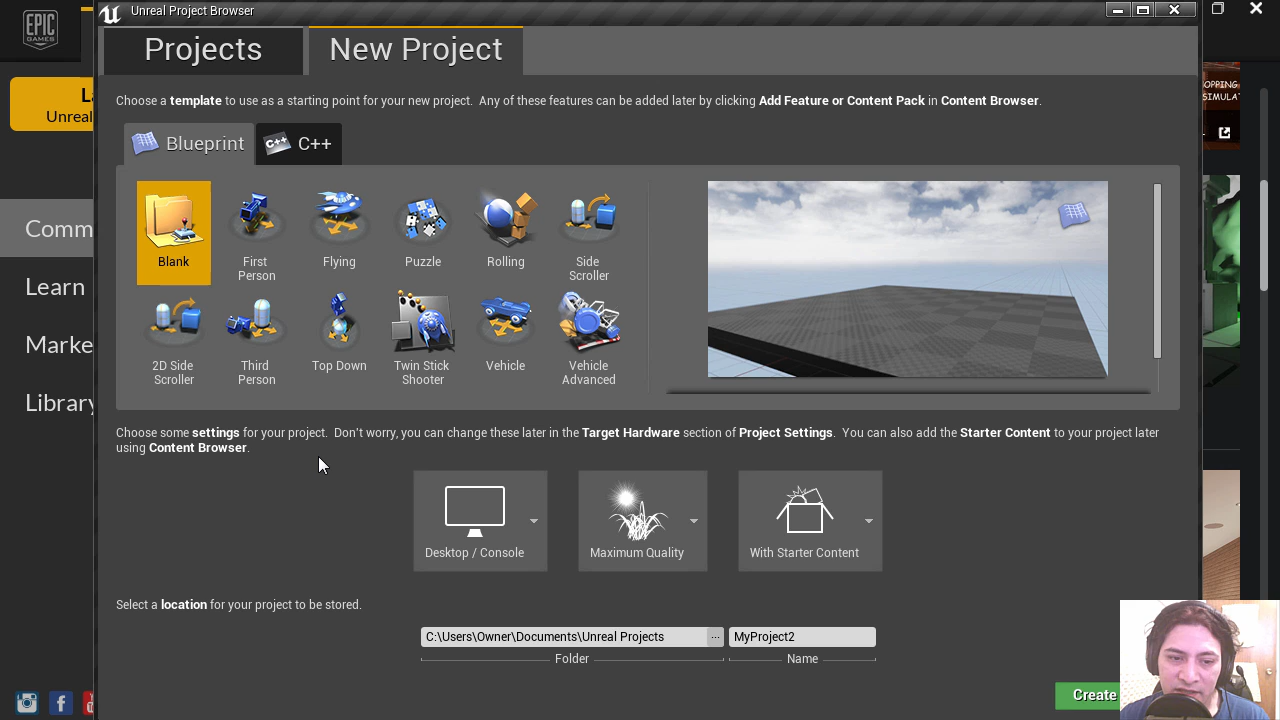 EPIC
GAMES
Unreal Project Browser
Projects
New Project
Choose a template to use as a starting point for your new project. Any of these features can be added later by clicking Add Feature or Content Pack in Content Browser.
Blueprint
C++
C++
Blank
First
Person
Flying
Puzzle
Rolling
Side
Scroller
2D Side
Scroller
Third
Person
Top Down
Twin Stick
Shooter
Vehicle
Vehicle
Advanced
Unreal
Comm
Learn
Marke
Library
Choose some settings for your project. Don't worry, you can change these later in the Target Hardware section of Project Settings. You can also add the Starter Content to your project later
using Content Browser.
Desktop / Console
Maximum Quality
With Starter Content
Select a location for your project to be stored.
C:\Users\Owner\Documents\Unreal Projects
...
MyProject2
Folder
Name
Create
OPPING
SIMULAT